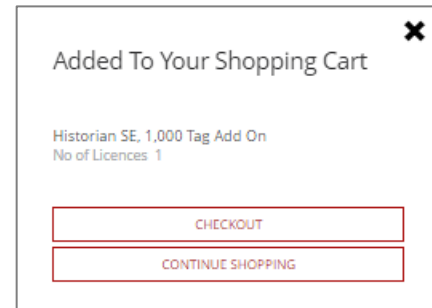 Added To Your Shopping Cart
Historian SE, 1,000 Tag Add On
No of Licences 1
CHECKOUT
CONTINUE SHOPPING